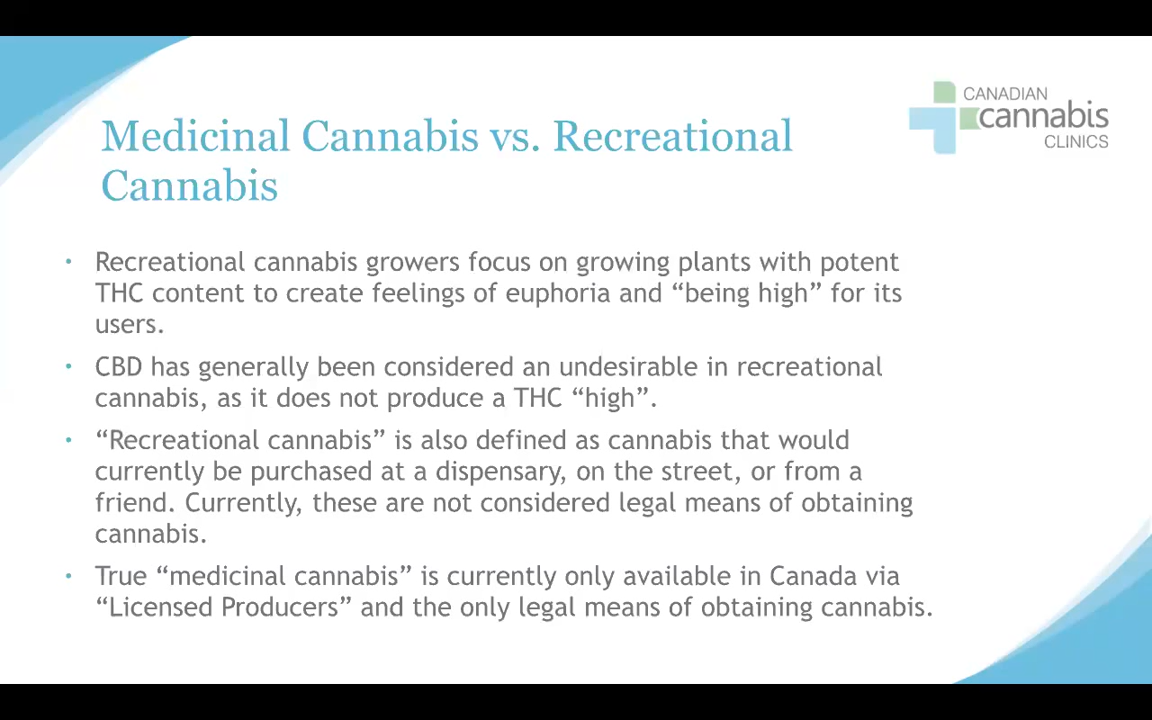 CANADIAN
cannabis
CLINICS
Medicinal Cannabis vs. Recreational
Cannabis
• Recreational cannabis growers focus on growing plants with potent
THC content to create feelings of euphoria and “being high” for its
users.
• CBD has generally been considered an undesirable in recreational
cannabis, as it does not produce a THC “high”.
• “Recreational cannabis” is also defined as cannabis that would
currently be purchased at a dispensary, on the street, or from a
friend. Currently, these are not considered legal means of obtaining
cannabis.
• True “medicinal cannabis” is currently only available in Canada via
“Licensed Producers” and the only legal means of obtaining cannabis.